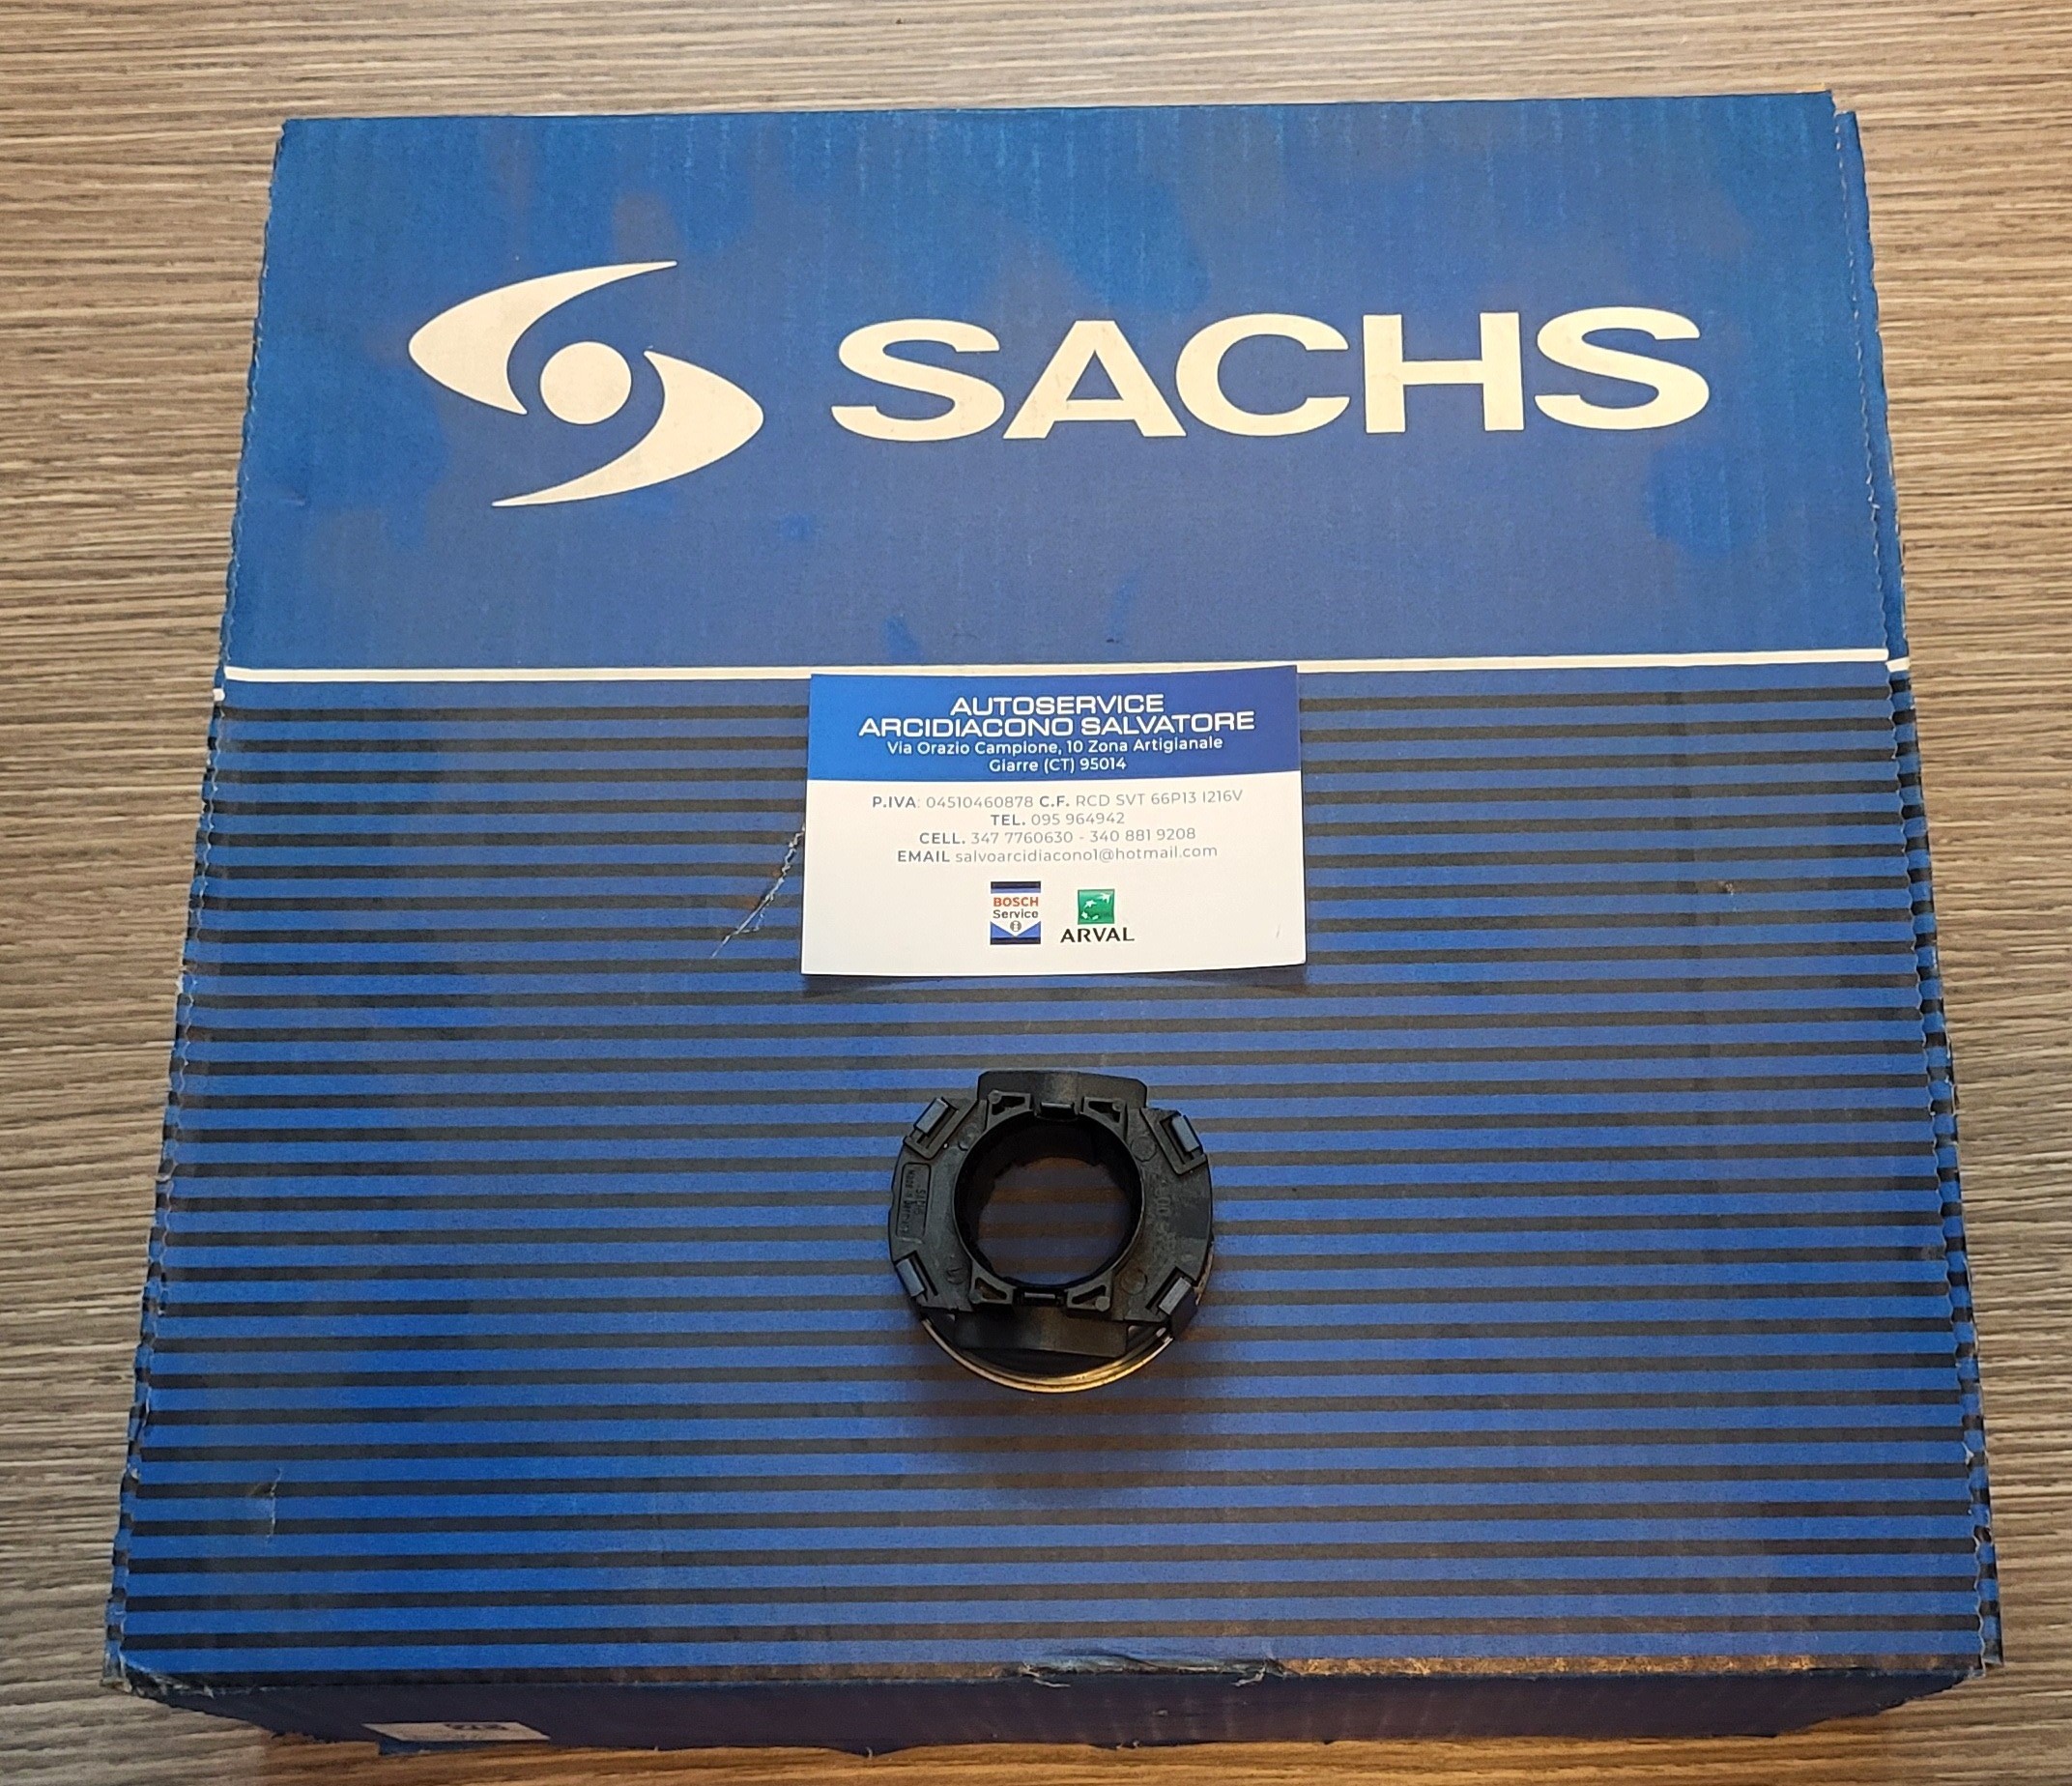 SACHS
AUTOSERVICE
ARCIDIACONO SALVATORE
Via Orazio Campione, 10 Zona Artigianale
Giarre (CT) 95014
P.IVA: 04510460878 C.F. RCD SVT 66P13 I216V
TEL. 095 964942
CELL. 347 7760630 - 340 881 9208
EMAIL salvoarcidiacono1@hotmail.com
BOSCH
Service
ARVAL
SACHS